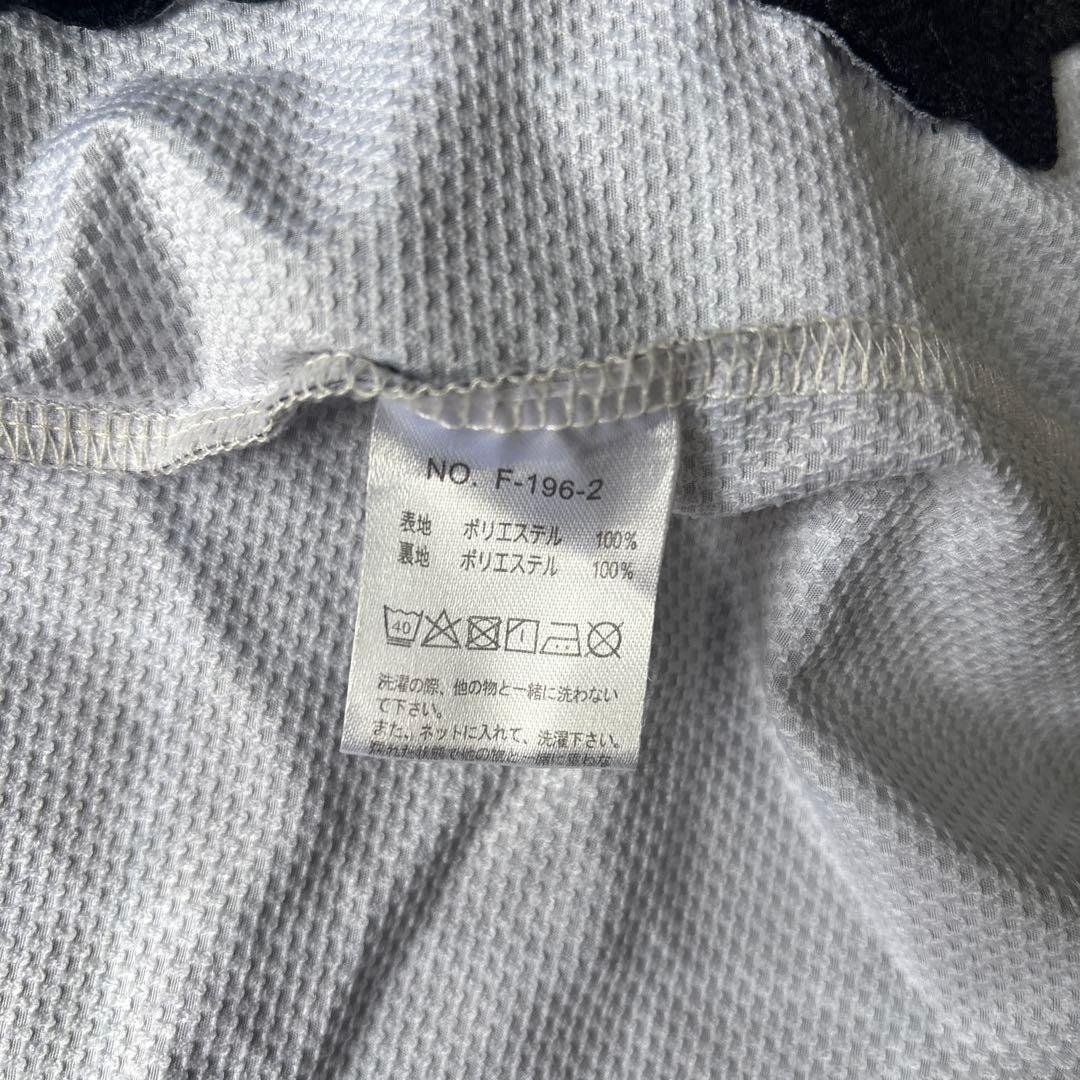 NO. F-196-2
表地 ポリエステル 100%
裏地 ポリエステル 100%
40
洗濯の際、他の物と一緒に洗わない
て下さい。
また、ネットに入れて、洗濯下さい。